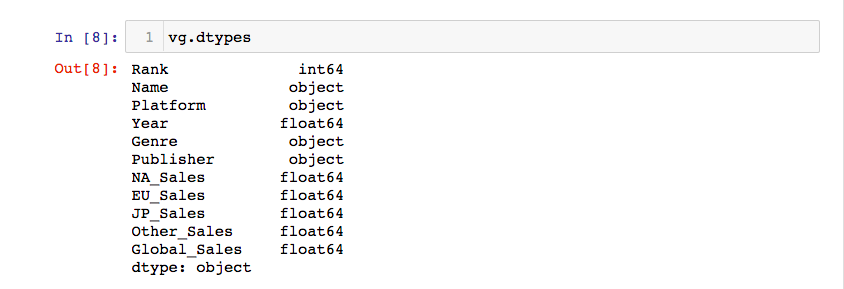 In [8]: 1 vg.dtypes
Out[8]: Rank int64
Name object
Platform object
Year float64
Genre object
Publisher object
NA_Sales float64
EU_Sales float64
JP_Sales float64
Other_Sales float64
Global_Sales float64
dtype: object